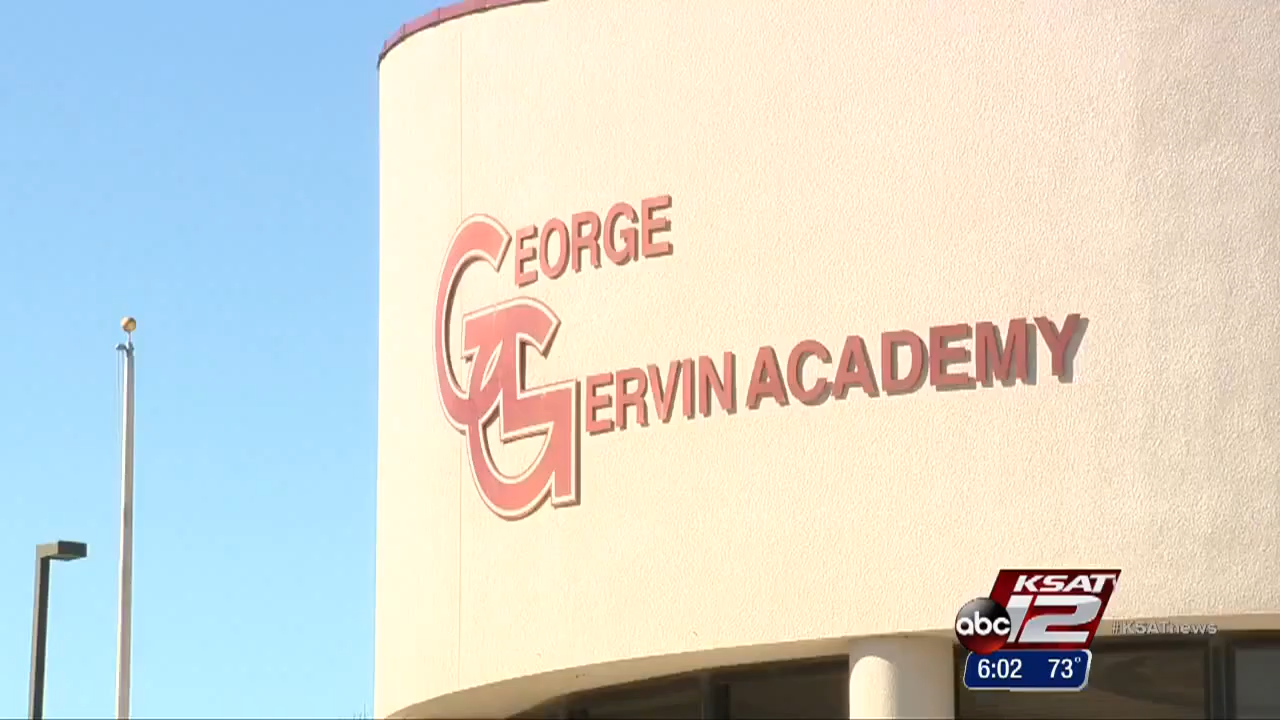 GEORGE
GERVIN ACADEMY
KSAT
abc 12 #KSATnews
6:02 73°